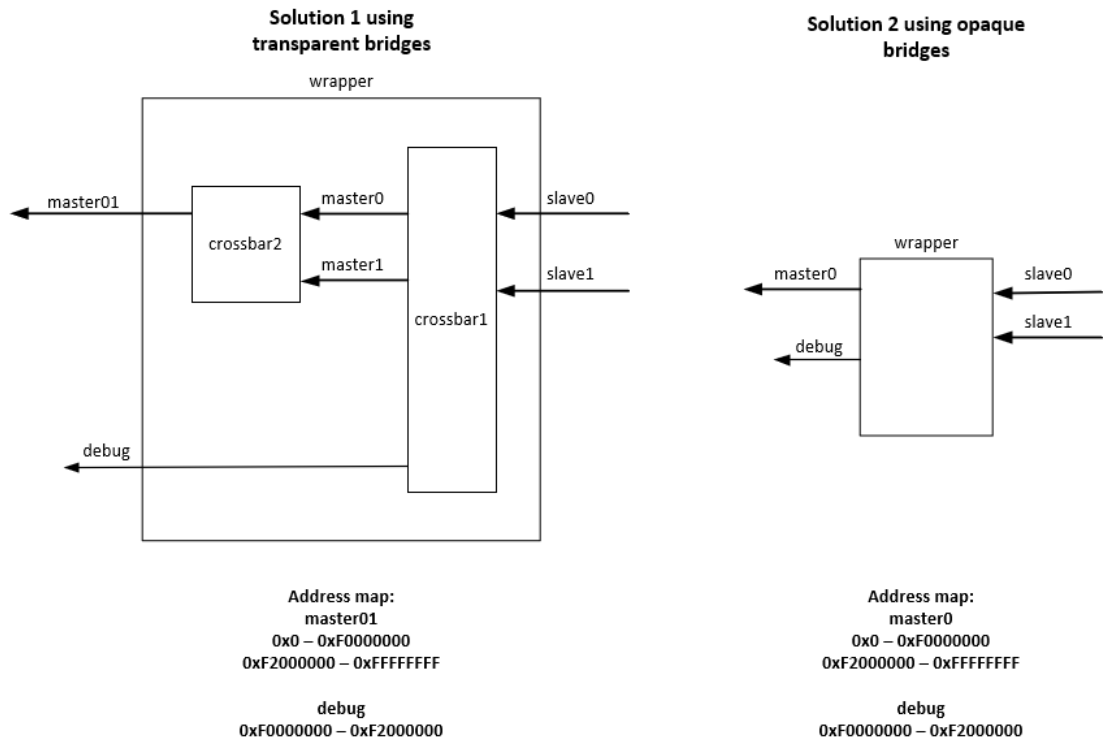 Solution 1 using
transparent bridges
wrapper
master01
master0
slave0
crossbar2
master1
slave1
crossbar1
debug
Address map:
master01
0x0 – 0xF0000000
0xF2000000 – 0xFFFFFFFF
debug
0xF0000000 – 0xF2000000
Solution 2 using opaque
bridges
wrapper
master0
slave0
slave1
debug
Address map:
master0
0x0 – 0xF0000000
0xF2000000 – 0xFFFFFFFF
debug
0xF0000000 – 0xF2000000